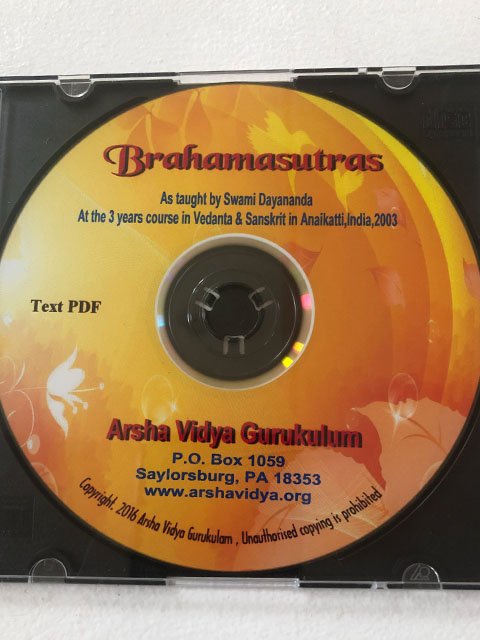 Brahamasutras
As taught by Swami Dayananda
At the 3 years course in Vedanta & Sanskrit in Anaikatti,India,2003
Text PDF
Arsha Vidya Gurukulum
P.O. Box 1059
Saylorsburg, PA 18353
www.arshavidya.org
Copyright, 2016 Arsha Vidya Gurukulam , Unauthorised copying is prohibited